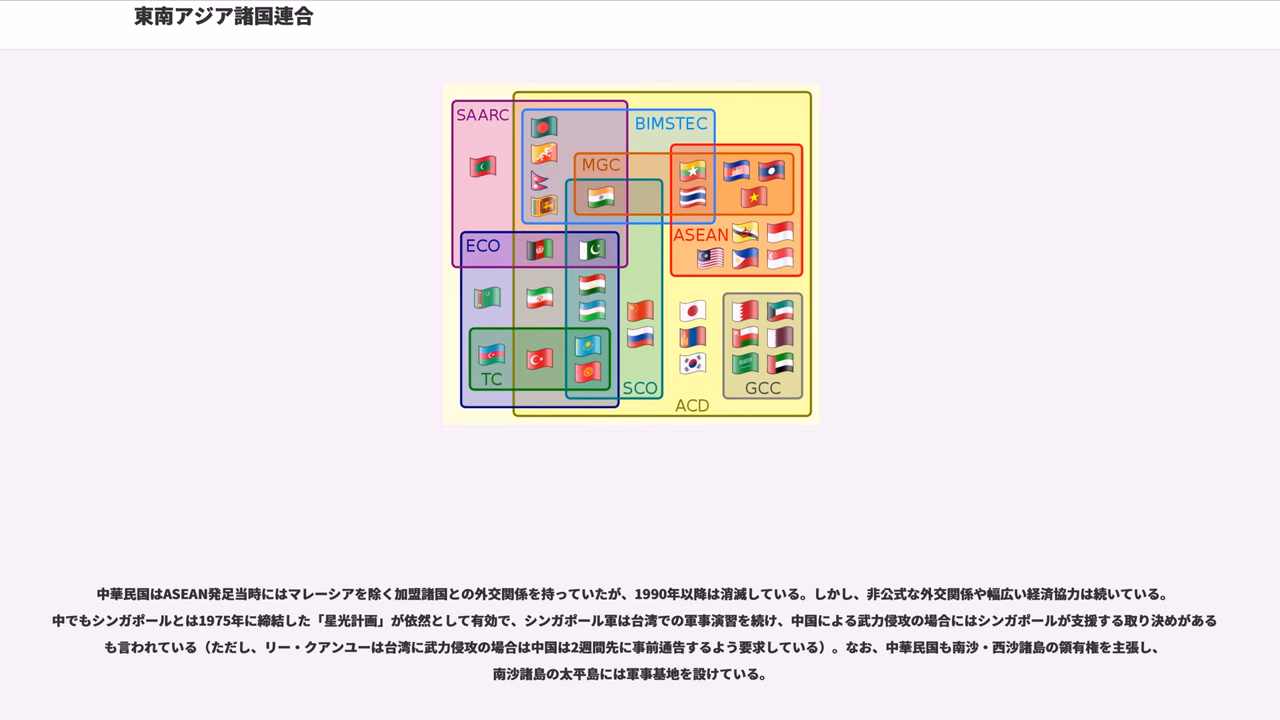 東南アジア諸国連合
SAARC
BIMSTEC
MGC
ASEAN
ECO
TC
SCO
GCC
ACD
中華民国はASEAN発足当時にはマレーシアを除く加盟諸国との外交関係を持っていたが、1990年以降は消滅している。しかし、非公式な外交関係や幅広い経済協力は続いている。
中でもシンガポールとは1975年に締結した「星光計画」が依然として有効で、シンガポール軍は台湾での軍事演習を続け、中国による武力侵攻の場合にはシンガポールが支援する取り決めがある
も言われている（ただし、リー・クアンユーは台湾に武力侵攻の場合は中国は2週間先に事前通告するよう要求している）。なお、中華民国も南沙・西沙諸島の領有権を主張し、
南沙諸島の太平島には軍事基地を設けている。